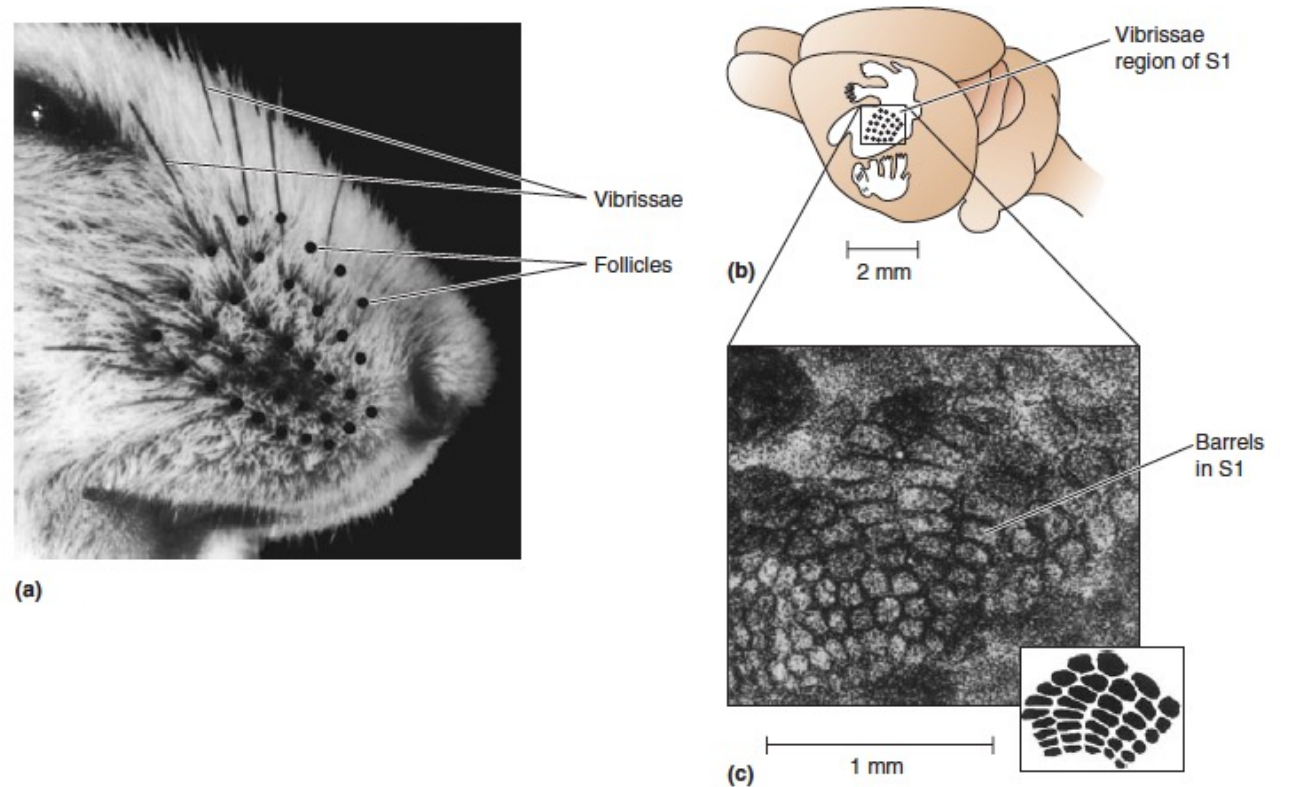 Vibrissae
Follicles
(a)
Vibrissae
region of S1
(b)
2 mm
Barrels
in S1
1 mm
(c)